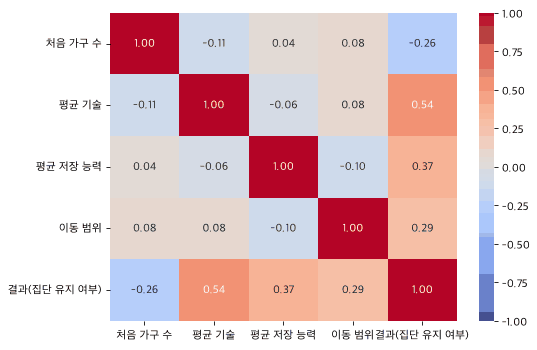 처음 가구 수 1.00 -0.11 0.04 0.08 -0.26
평균 기술 -0.11 1.00 -0.06 0.08 0.54
평균 저장 능력 0.04 -0.06 1.00 -0.10 0.37
이동 범위 0.08 0.08 -0.10 1.00 0.29
결과(집단 유지 여부) -0.26 0.54 0.37 0.29 1.00
처음 가구 수 평균 기술 평균 저장 능력 이동 범위 결과(집단 유지 여부)
1.00
0.75
0.50
0.25
0.00
-0.25
-0.50
-0.75
-1.00